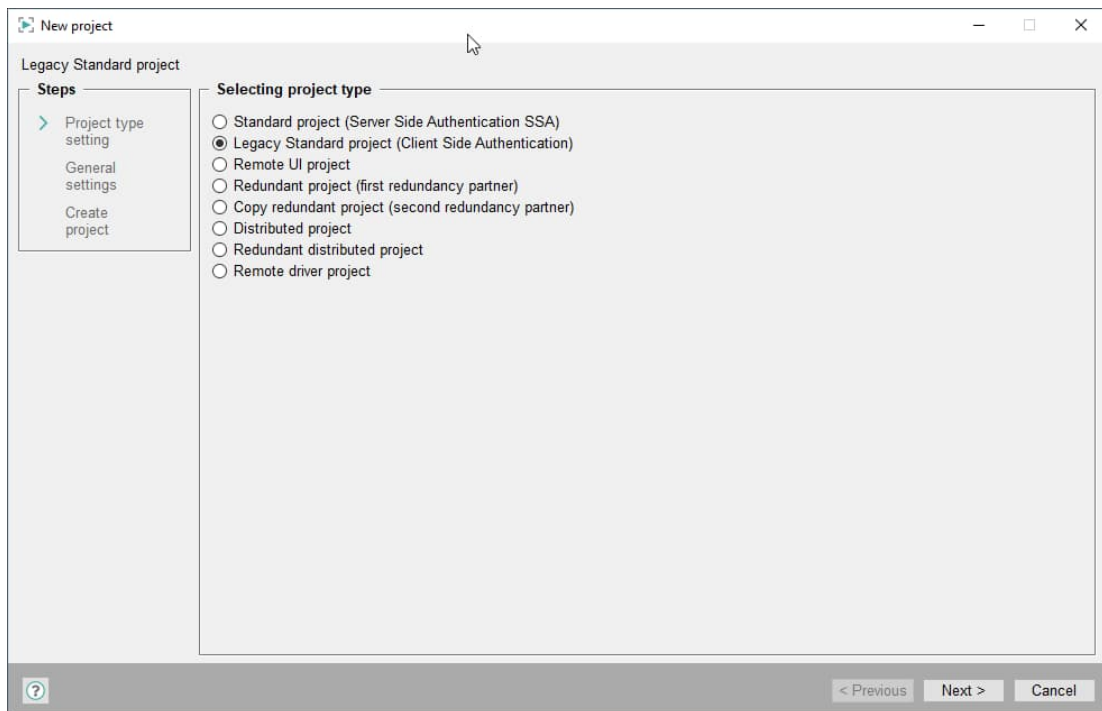 New project
Legacy Standard project
Steps
Project type
setting
General
settings
Create
project
Selecting project type
Standard project (Server Side Authentication SSA)
Legacy Standard project (Client Side Authentication)
Remote UI project
Redundant project (first redundancy partner)
Copy redundant project (second redundancy partner)
Distributed project
Redundant distributed project
Remote driver project
?
< Previous
Next >
Cancel